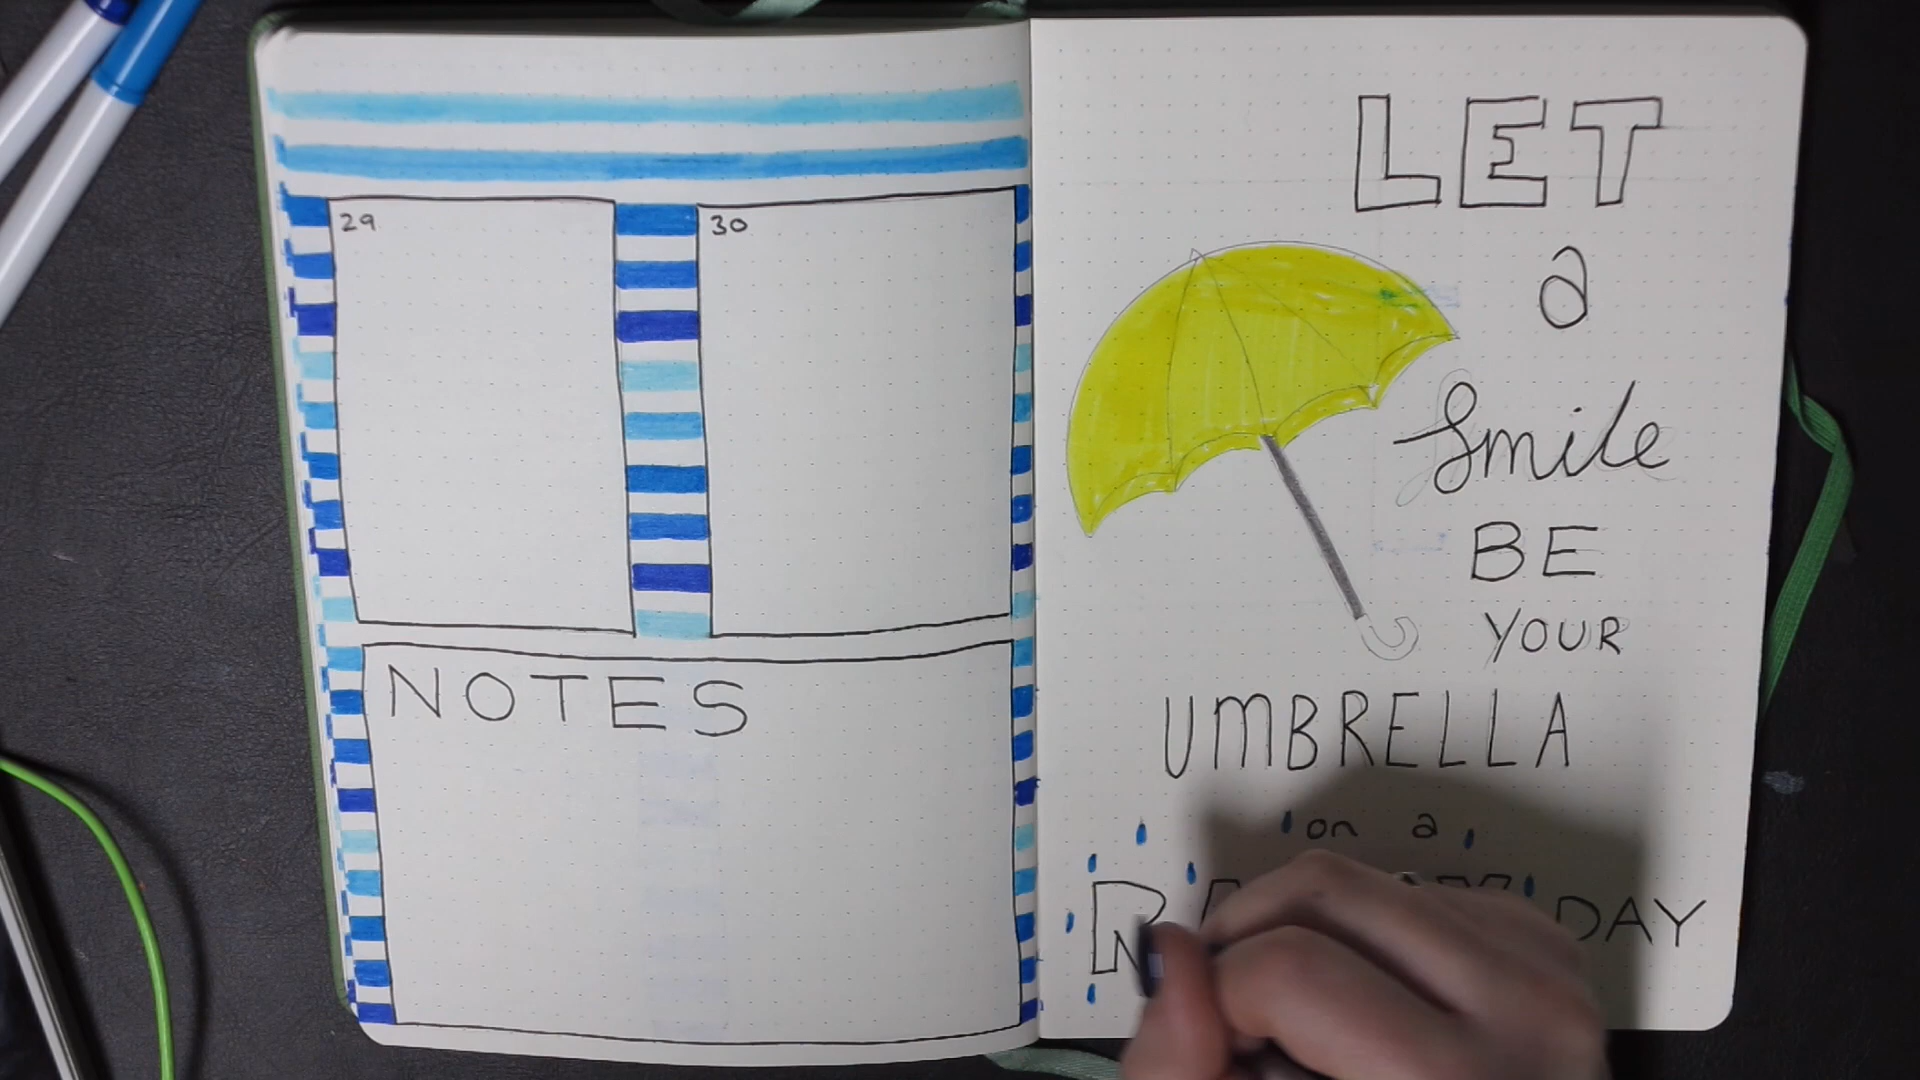 29 30
NOTES
LET
a
Smile
BE
YOUR
UMBRELLA
on a
DAY